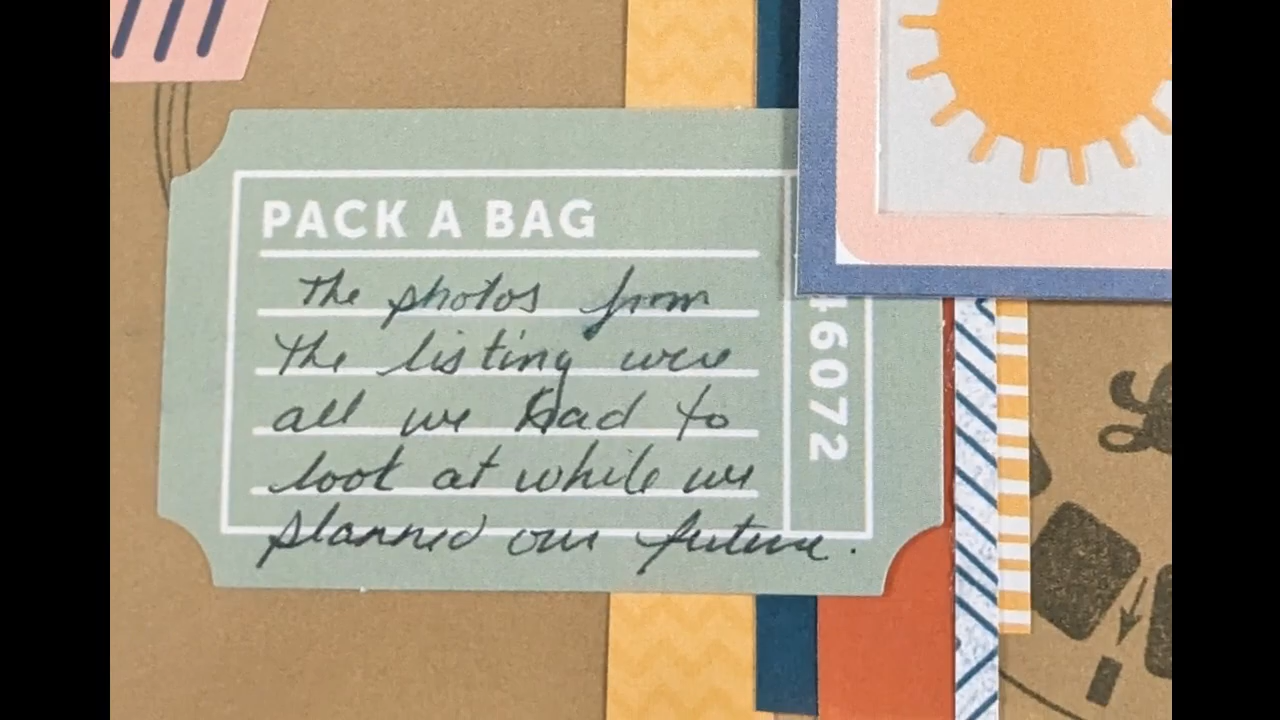 PACK A BAG
The photos from
the listing were
all we had to
look at while we
planned our future.
46072